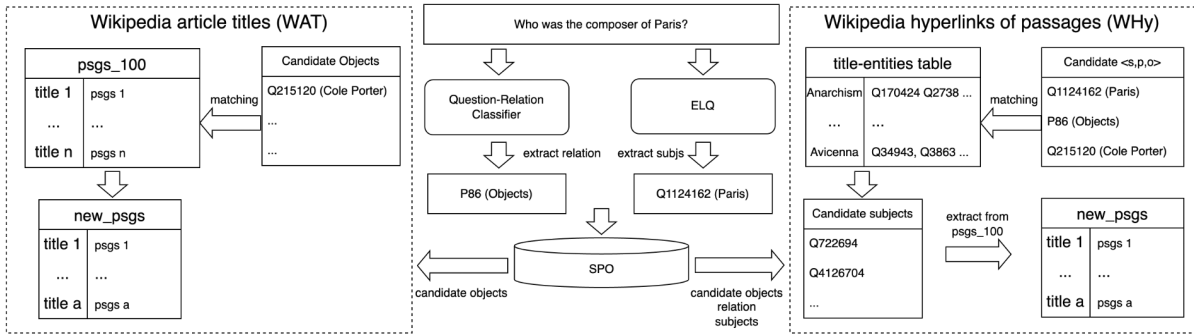 Wikipedia article titles (WAT)
psgs_100
title 1 psgs 1
... ...
title n psgs n
matching
Candidate Objects
Q215120 (Cole Porter)
...
...
new_psgs
title 1 psgs 1
... ...
title a psgs a
Who was the composer of Paris?
Question-Relation
Classifier
ELQ
extract relation
extract subjs
P86 (Objects)
Q1124162 (Paris)
SPO
candidate objects
candidate objects
relation
subjects
Wikipedia hyperlinks of passages (WHy)
title-entities table
Anarchism Q170424 Q2738 ...
... ...
Avicenna Q34943, Q3863 ...
matching
Candidate <s,p,o>
Q1124162 (Paris)
P86 (Objects)
Q215120 (Cole Porter)
Candidate subjects
Q722694
Q4126704
...
extract from
psgs_100
new_psgs
title 1 psgs 1
... ...
title a psgs a